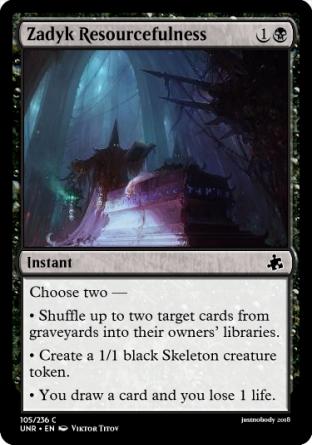 Zadyk Resourcefulness 1
Instant
Choose two —
• Shuffle up to two target cards from
graveyards into their owners' libraries.
• Create a 1/1 black Skeleton creature
token.
• You draw a card and you lose 1 life.
105/236 C
UNR • EN Viktor Titov
justnobody 2018